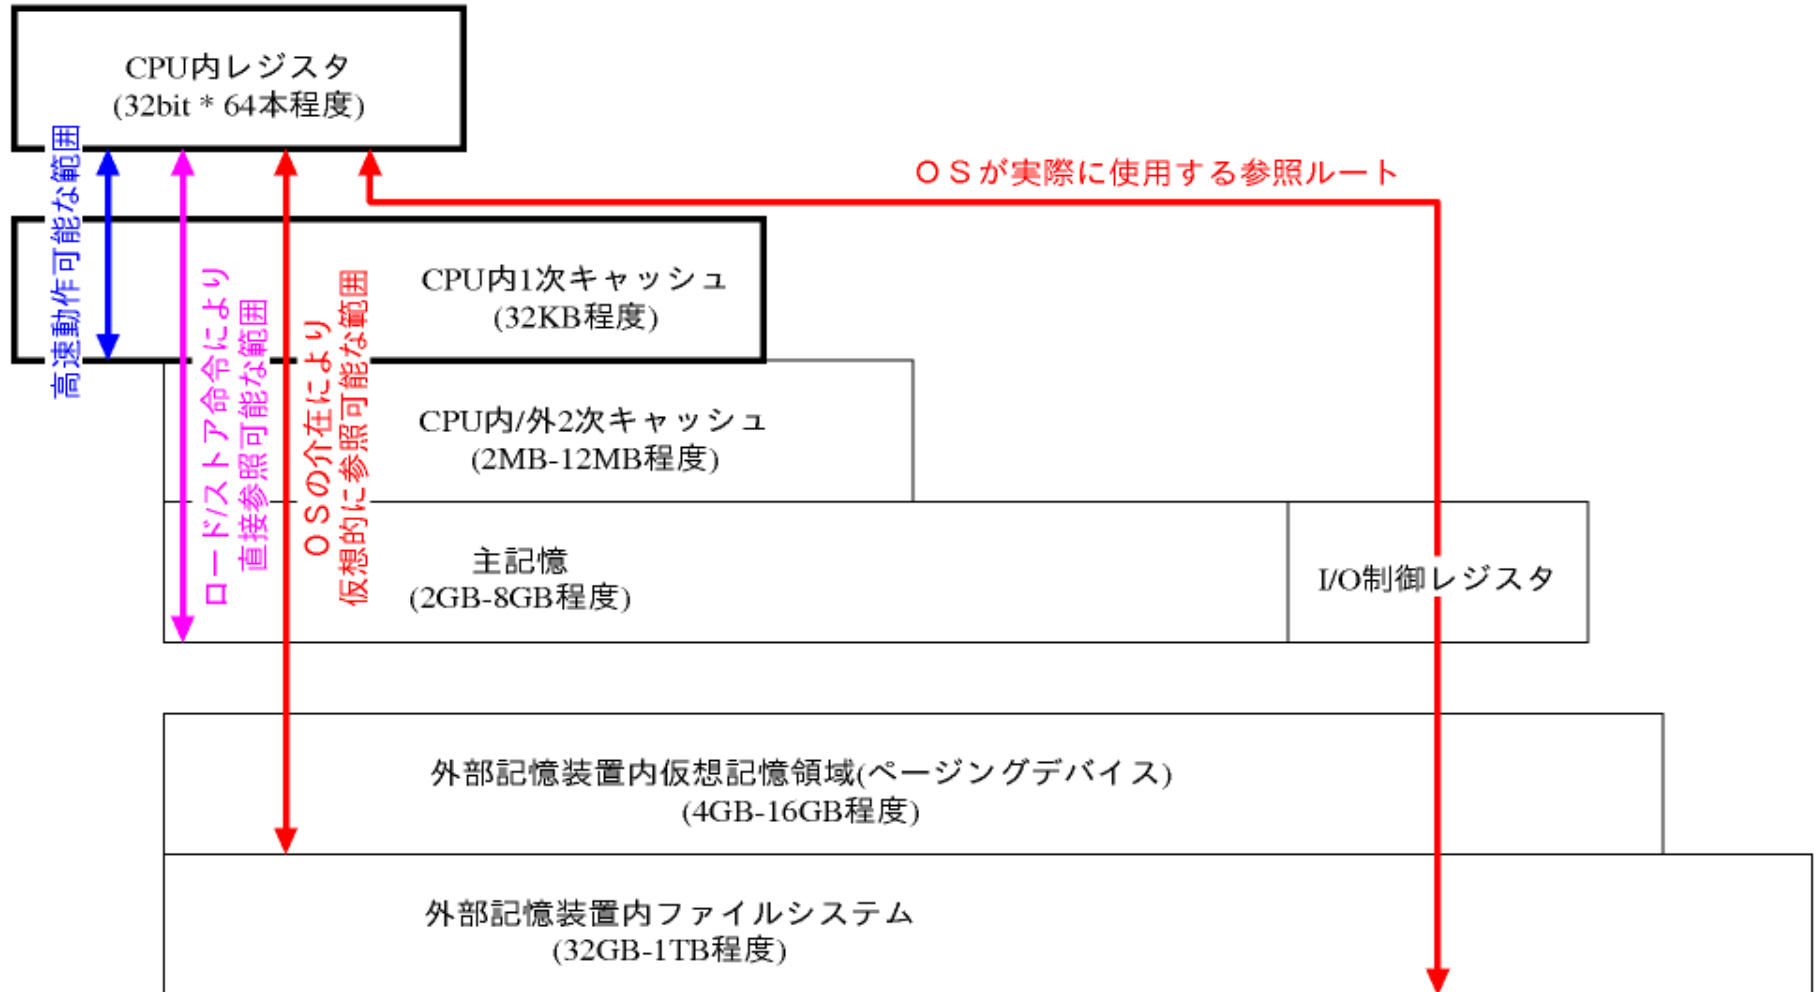 CPU内レジスタ
(32bit * 64本程度)
高速動作可能な範囲
ＯＳが実際に使用する参照ルート
CPU内1次キャッシュ
(32KB程度)
ロード/ストア命令により
直接参照可能な範囲
ＯＳの介在により
仮想的に参照可能な範囲
CPU内/外2次キャッシュ
(2MB-12MB程度)
主記憶
(2GB-8GB程度)
I/O制御レジスタ
外部記憶装置内仮想記憶領域(ページングデバイス)
(4GB-16GB程度)
外部記憶装置内ファイルシステム
(32GB-1TB程度)